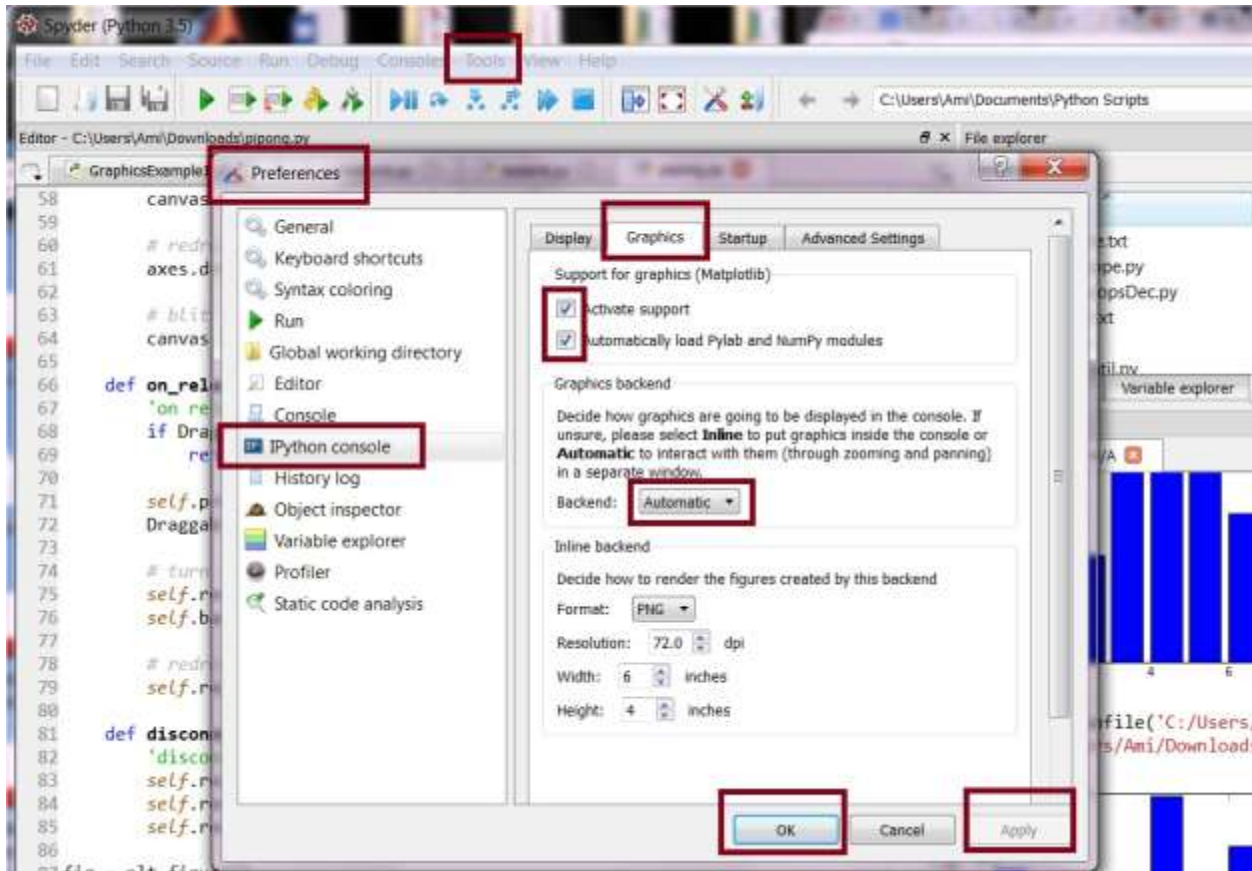 Spyder (Python 3.5)
File Edit Search Source Run Debug Consoles Tools View Help
C:\Users\Ami\Documents\Python Scripts
Editor - C:\Users\Ami\Downloads\pipong.py
File explorer
GraphicsExample
Preferences
58 canvas
59
60 # redr
61 axes.d
62
63 # blit
64 canvas
65
66 def on_rel
67 'on re
68 if Drag
69 re
70
71 self.p
72 Dragga
73
74 # turn
75 self.r
76 self.b
77
78 # redr
79 self.r
80
81 def discon
82 'disco
83 self.r
84 self.r
85 self.r
86
General
Keyboard shortcuts
Syntax coloring
Run
Global working directory
Editor
Console
IPython console
History log
Object inspector
Variable explorer
Profiler
Static code analysis
Display Graphics Startup Advanced Settings
Support for graphics (Matplotlib)
Activate support
Automatically load Pylab and NumPy modules
Graphics backend
Decide how graphics are going to be displayed in the console. If
unsure, please select Inline to put graphics inside the console or
Automatic to interact with them (through zooming and panning)
in a separate window.
Backend: Automatic
Inline backend
Decide how to render the figures created by this backend
Format: PNG
Resolution: 72.0 dpi
Width: 6 inches
Height: 4 inches
OK Cancel Apply
.txt
pe.py
opsDec.py
xt
Variable explorer
/A
4 6
nfile('C:/Users/
s/Ami/Download